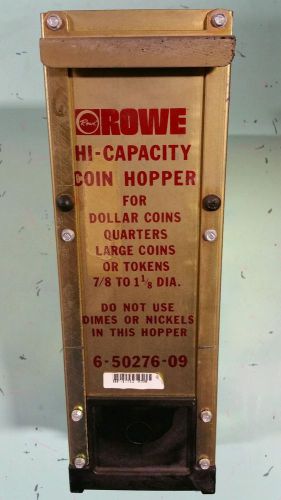 Rowe ROWE
HI-CAPACITY
COIN HOPPER
FOR
DOLLAR COINS
QUARTERS
LARGE COINS
OR TOKENS
7/8 TO 1 1/8 DIA.
DO NOT USE
DIMES OR NICKELS
IN THIS HOPPER
6-50276-09